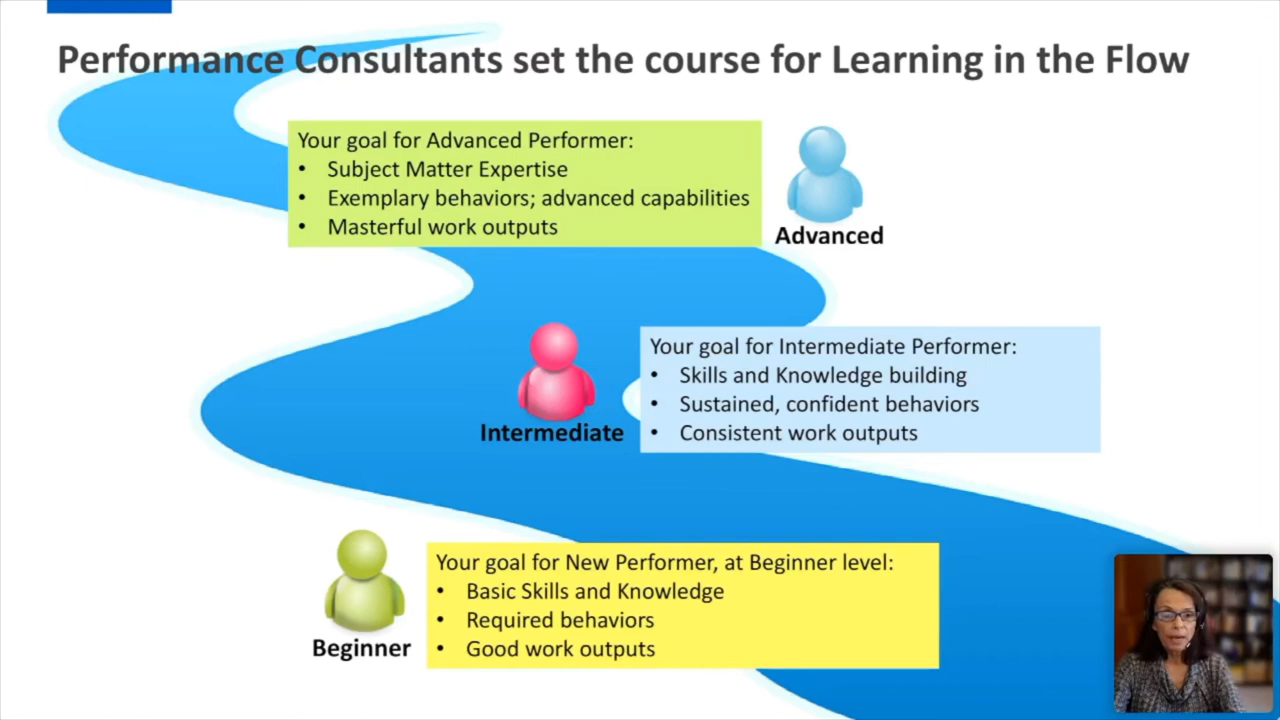 Performance Consultants set the course for Learning in the Flow
Your goal for Advanced Performer:
• Subject Matter Expertise
• Exemplary behaviors; advanced capabilities
• Masterful work outputs
Advanced
Your goal for Intermediate Performer:
• Skills and Knowledge building
• Sustained, confident behaviors
• Consistent work outputs
Intermediate
Your goal for New Performer, at Beginner level:
• Basic Skills and Knowledge
• Required behaviors
• Good work outputs
Beginner